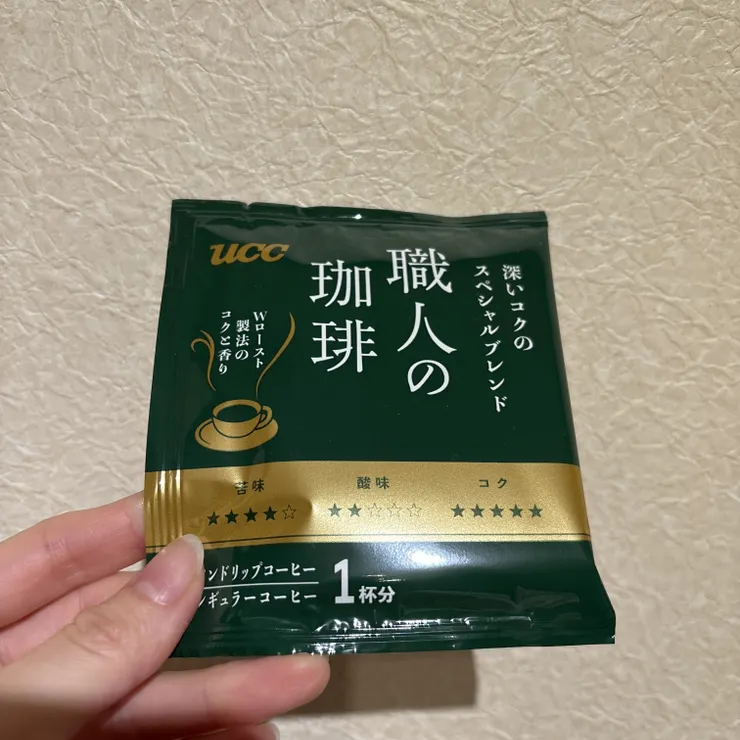 UCC
深いコクの
スペシャルブレンド
職人の
珈琲
Wロースト
製法の
コクと香り
苦味 酸味 コク
★★★★☆ ★★☆☆☆ ★★★★★
ンドリップコーヒー
ギュラーコーヒー
1杯分